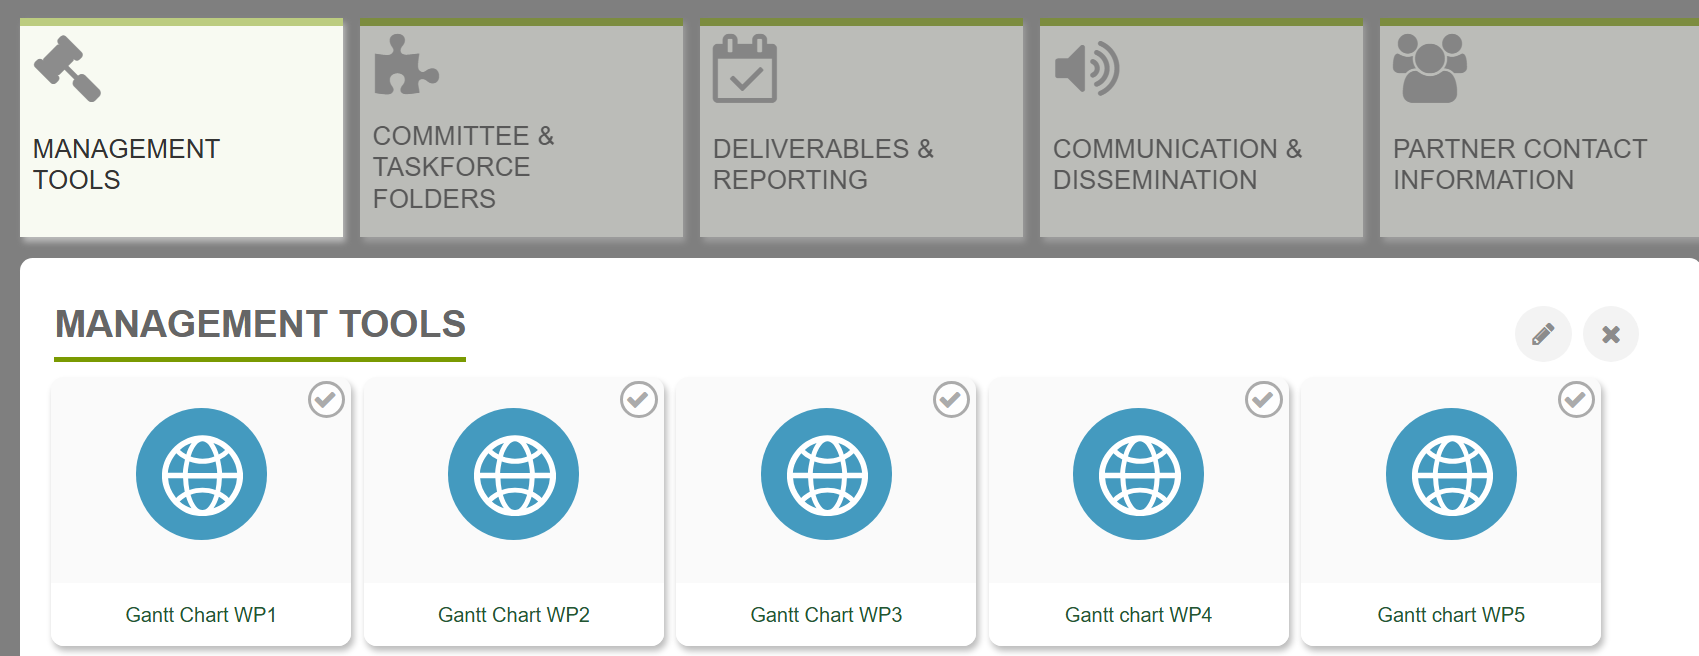 MANAGEMENT
TOOLS
COMMITTEE &
TASKFORCE
FOLDERS
DELIVERABLES &
REPORTING
COMMUNICATION &
DISSEMINATION
PARTNER CONTACT
INFORMATION
MANAGEMENT TOOLS
Gantt Chart WP1
Gantt Chart WP2
Gantt Chart WP3
Gantt chart WP4
Gantt chart WP5